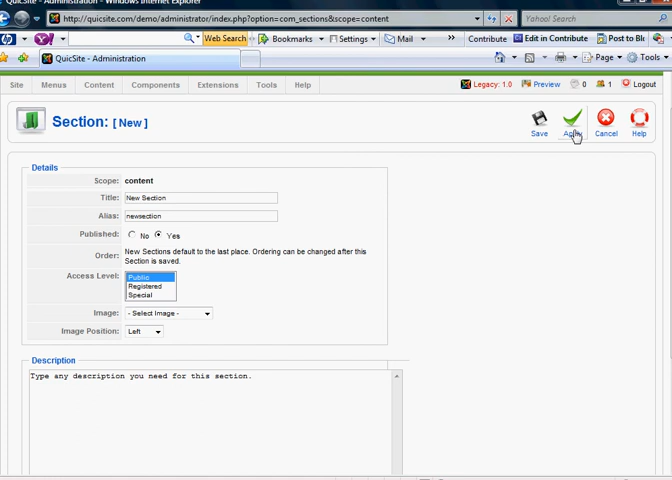 QuicSite - Administration - Windows Internet Explorer
http://quicsite.com/demo/administrator/index.php?option=com_sections&scope=content
Yahoo! Search
Y! Web Search Bookmarks Settings Mail >> Contribute Edit in Contribute Post to Bl
QuicSite - Administration
Page Tools
Site Menus Content Components Extensions Tools Help
Legacy: 1.0 Preview 0 1 Logout
Section: [ New ]
Save Apply Cancel Help
Details
Scope: content
Title: New Section
Alias: newsection
Published: No Yes
Order: New Sections default to the last place. Ordering can be changed after this
Section is saved.
Access Level: Public
Registered
Special
Image: - Select Image -
Image Position: Left
Description
Type any description you need for this section.